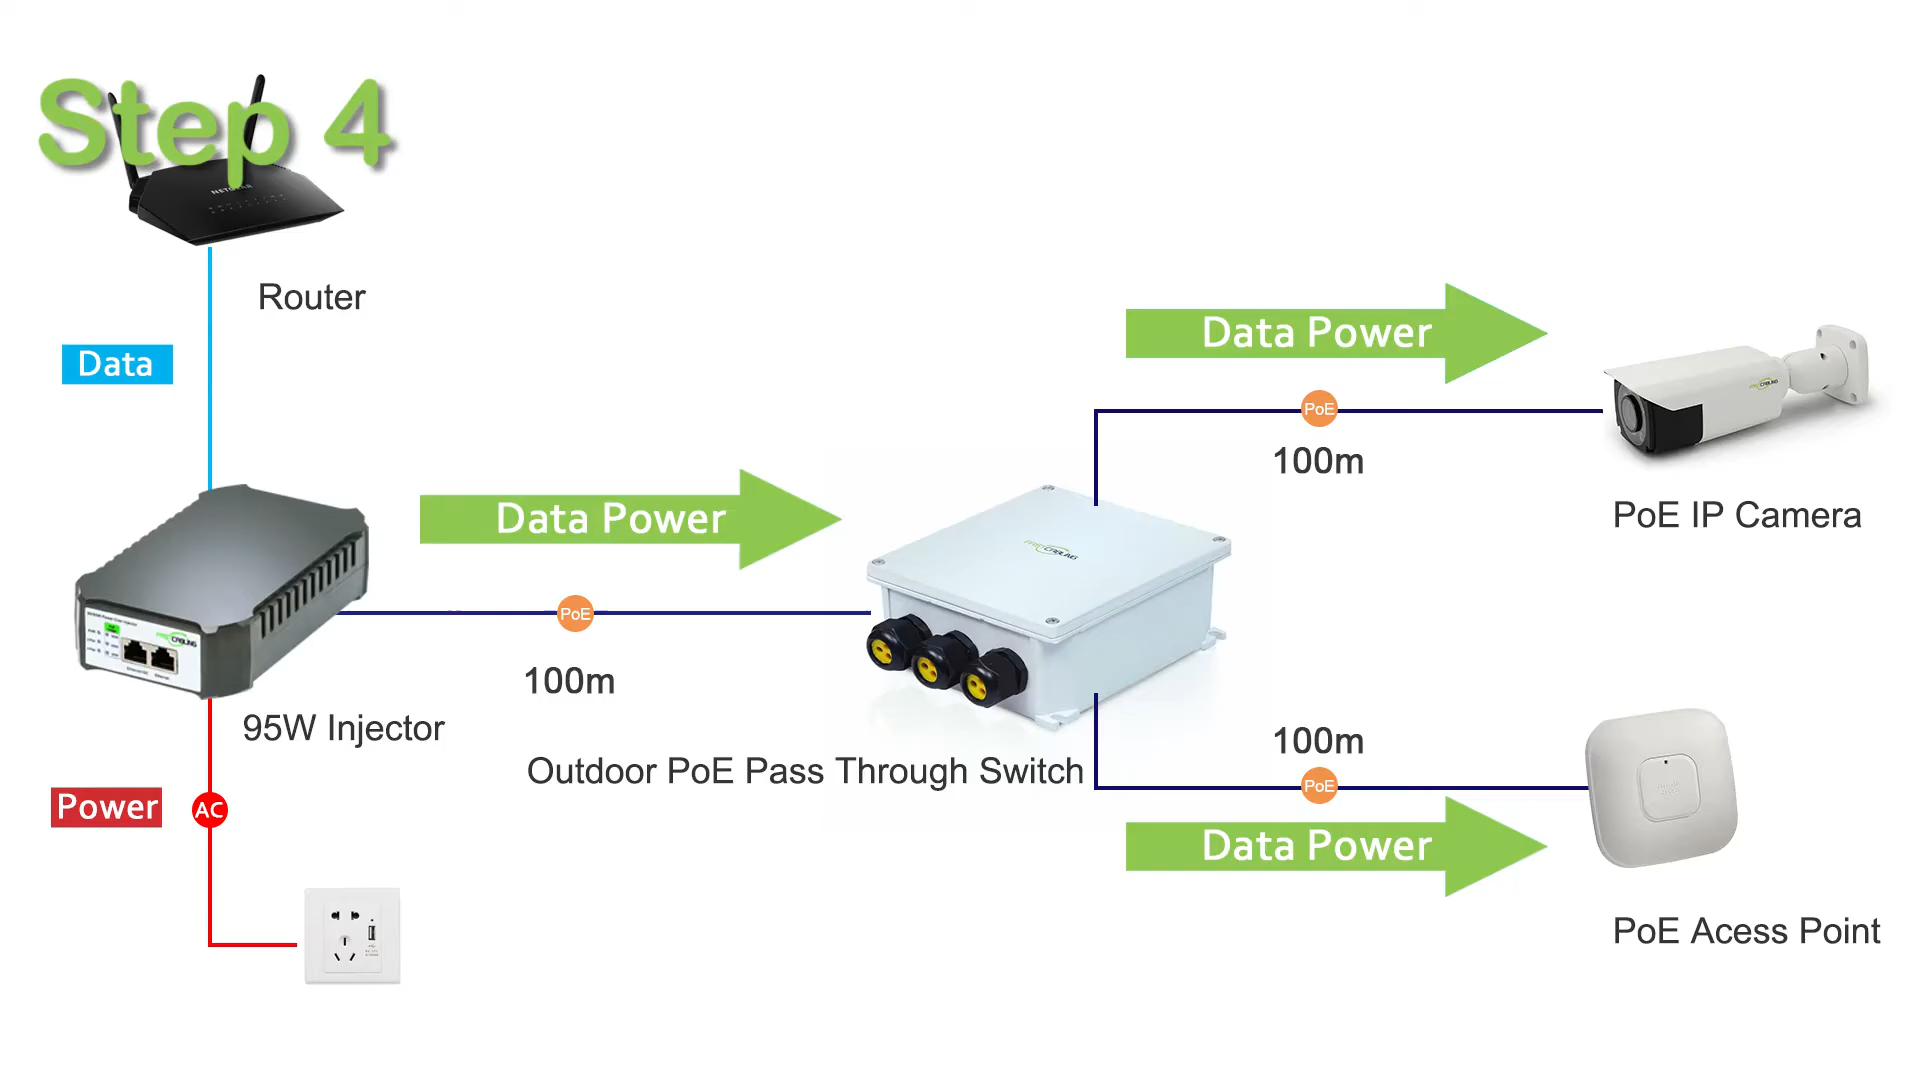 Step 4
NETGEAR
Router
Data
Data Power
PoE
100m
PoE IP Camera
Data Power
PoE
100m
95W Injector
Outdoor PoE Pass Through Switch
Power
AC
100m
PoE
Data Power
PoE Acess Point